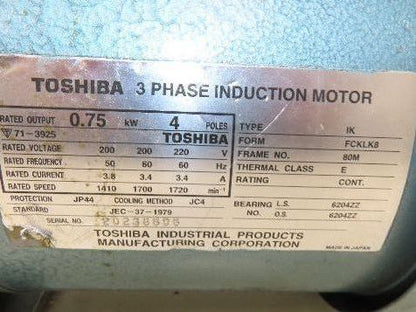 TOSHIBA 3 PHASE INDUCTION MOTOR
RATED OUTPUT 0.75 kW 4 POLES
71-3925 TOSHIBA
RATED VOLTAGE 200 200 220 V
RATED FREQUENCY 50 60 60 Hz
RATED CURRENT 3.8 3.4 3.4 A
RATED SPEED 1410 1700 1720 min⁻¹
PROTECTION JP44 COOLING METHOD JC4
STANDARD JEC-37-1979
SERIAL NO.
TYPE IK
FORM FCKLK8
FRAME NO. 80M
THERMAL CLASS E
RATING CONT.
BEARING L.S. 6204ZZ
NO. O.S. 6204ZZ
TOSHIBA INDUSTRIAL PRODUCTS
MANUFACTURING CORPORATION
MADE IN JAPAN